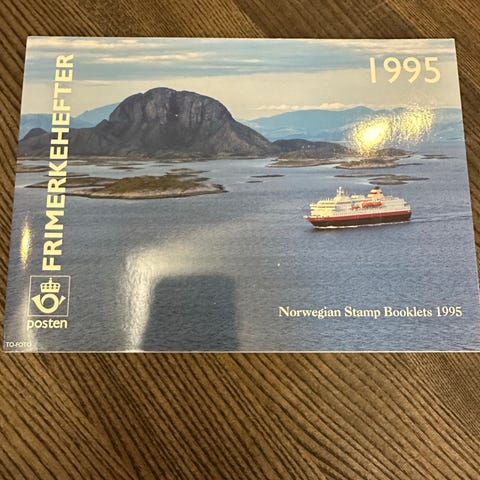 1995
FRIMERKEHEFTER
posten
Norwegian Stamp Booklets 1995
TO-FOTO